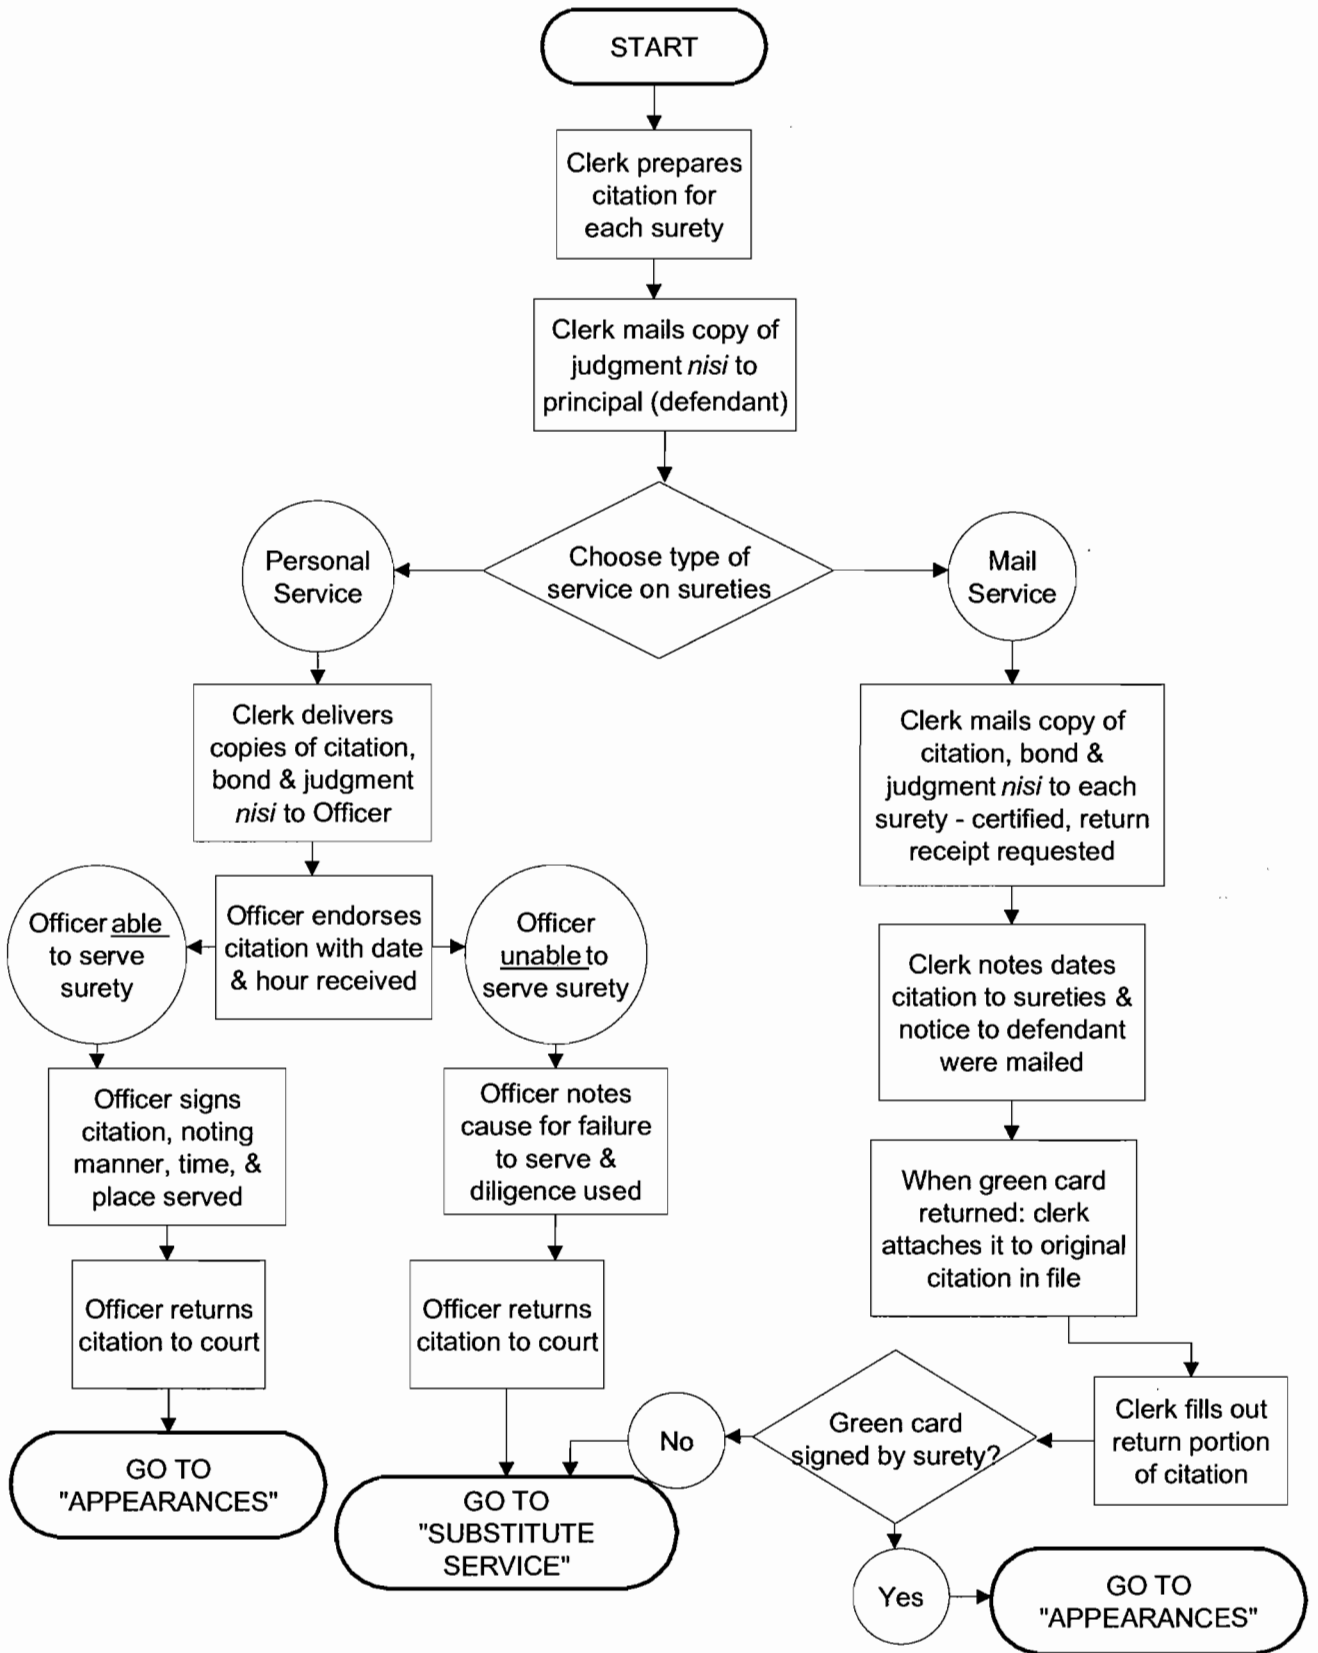 START
Clerk prepares
citation for
each surety
Clerk mails copy of
judgment nisi to
principal (defendant)
Choose type of
service on sureties
Personal
Service
Mail
Service
Clerk delivers
copies of citation,
bond & judgment
nisi to Officer
Clerk mails copy of
citation, bond &
judgment nisi to each
surety - certified, return
receipt requested
Officer able
to serve
surety
Officer endorses
citation with date
& hour received
Officer
unable to
serve surety
Clerk notes dates
citation to sureties &
notice to defendant
were mailed
Officer signs
citation, noting
manner, time, &
place served
Officer notes
cause for failure
to serve &
diligence used
When green card
returned: clerk
attaches it to original
citation in file
Officer returns
citation to court
Officer returns
citation to court
Clerk fills out
return portion
of citation
Green card
signed by surety?
No
GO TO
"APPEARANCES"
GO TO
"SUBSTITUTE
SERVICE"
Yes
GO TO
"APPEARANCES"